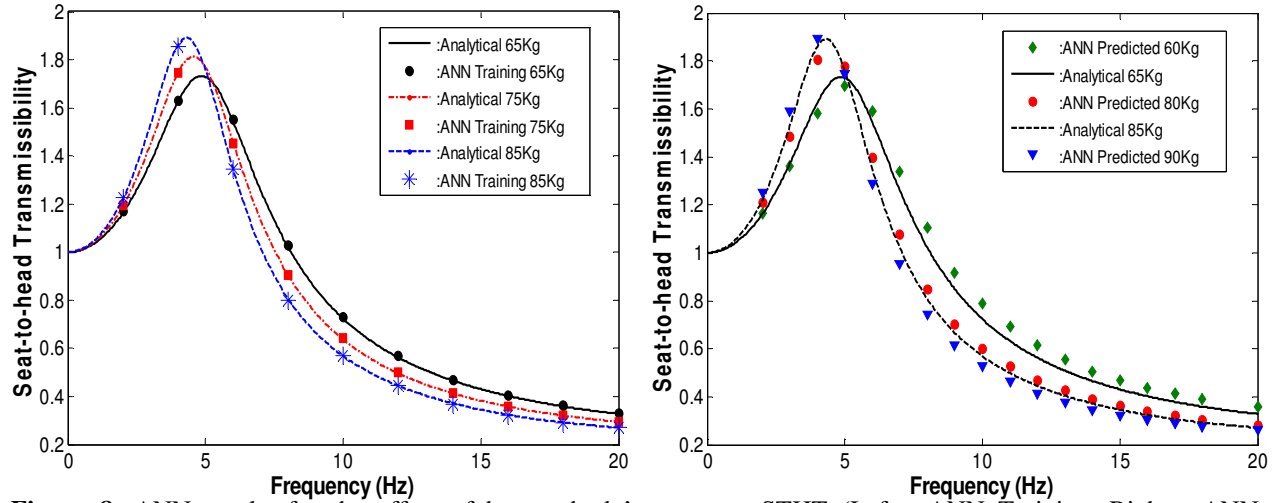 2
1.8
1.6
1.4
1.2
1
0.8
0.6
0.4
0.2
0
5
10
15
20
Seat-to-head Transmissibility
Frequency (Hz)
:Analytical 65Kg
:ANN Training 65Kg
:Analytical 75Kg
:ANN Training 75Kg
:Analytical 85Kg
:ANN Training 85Kg
2
1.8
1.6
1.4
1.2
1
0.8
0.6
0.4
0.2
0
5
10
15
20
Seat-to-head Transmissibility
Frequency (Hz)
:ANN Predicted 60Kg
:Analytical 65Kg
:ANN Predicted 80Kg
:Analytical 85Kg
:ANN Predicted 90Kg